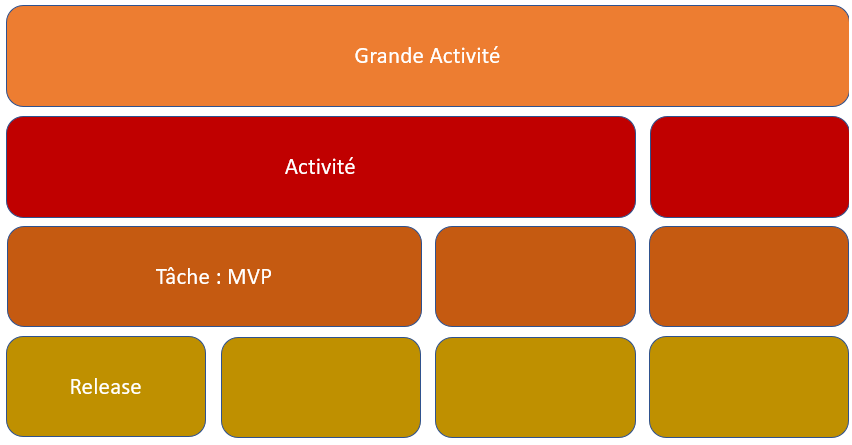 Grande Activité
Activité
Tâche : MVP
Release